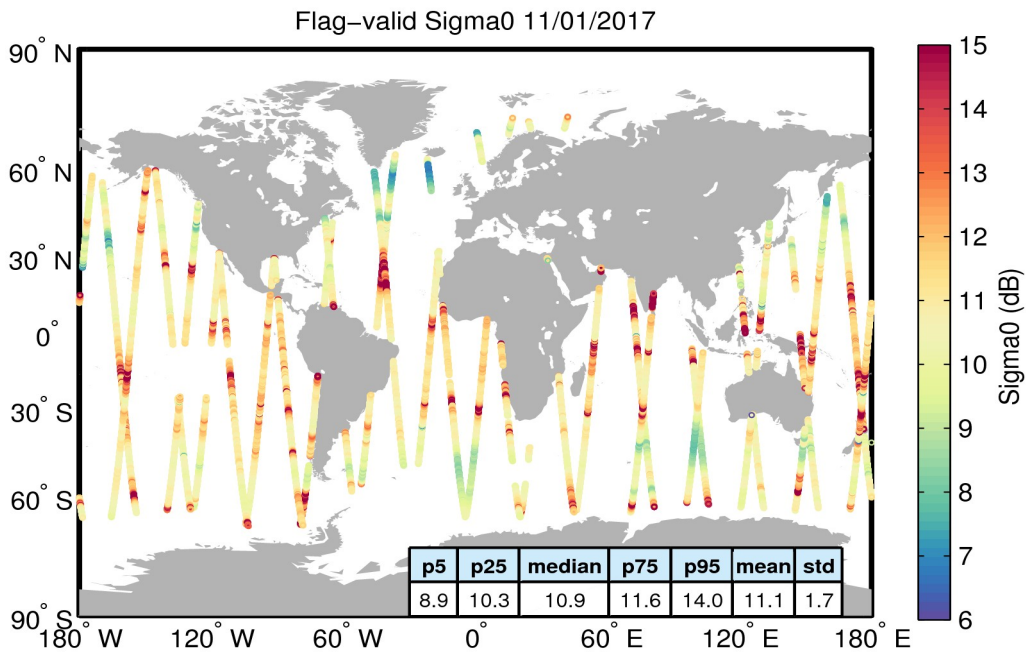 Flag-valid Sigma0 11/01/2017
90° N
60° N
30° N
0°
30° S
60° S
90° S
180° W 120° W 60° W 0° 60° E 120° E 180° E
p5 p25 median p75 p95 mean std
8.9 10.3 10.9 11.6 14.0 11.1 1.7
15
14
13
12
11
10
9
8
7
6
Sigma0 (dB)